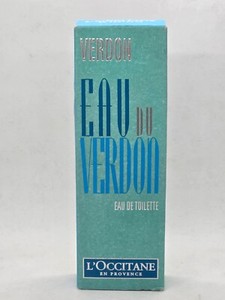 VERDON
EAU DU
VERDON
EAU DE TOILETTE
L'OCCITANE
EN PROVENCE